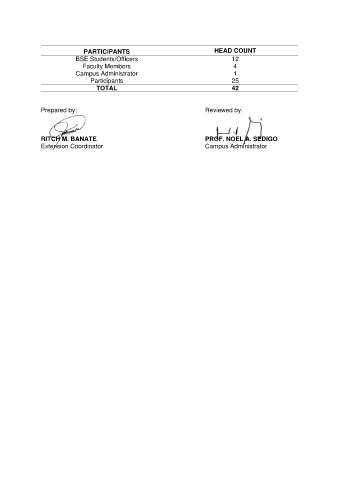 PARTICIPANTS HEAD COUNT
BSE Students/Officers 12
Faculty Members 4
Campus Administrator 1
Participants 25
TOTAL 42
Prepared by: Reviewed by:
RITCH M. BANATE PROF. NOEL A. SEDIGO
Extension Coordinator Campus Administrator